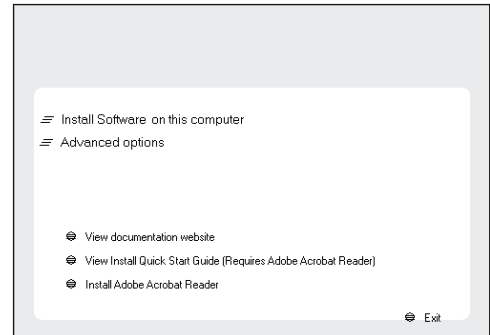 Install Software on this computer
Advanced options
View documentation website
View Install Quick Start Guide (Requires Adobe Acrobat Reader)
Install Adobe Acrobat Reader
Exit